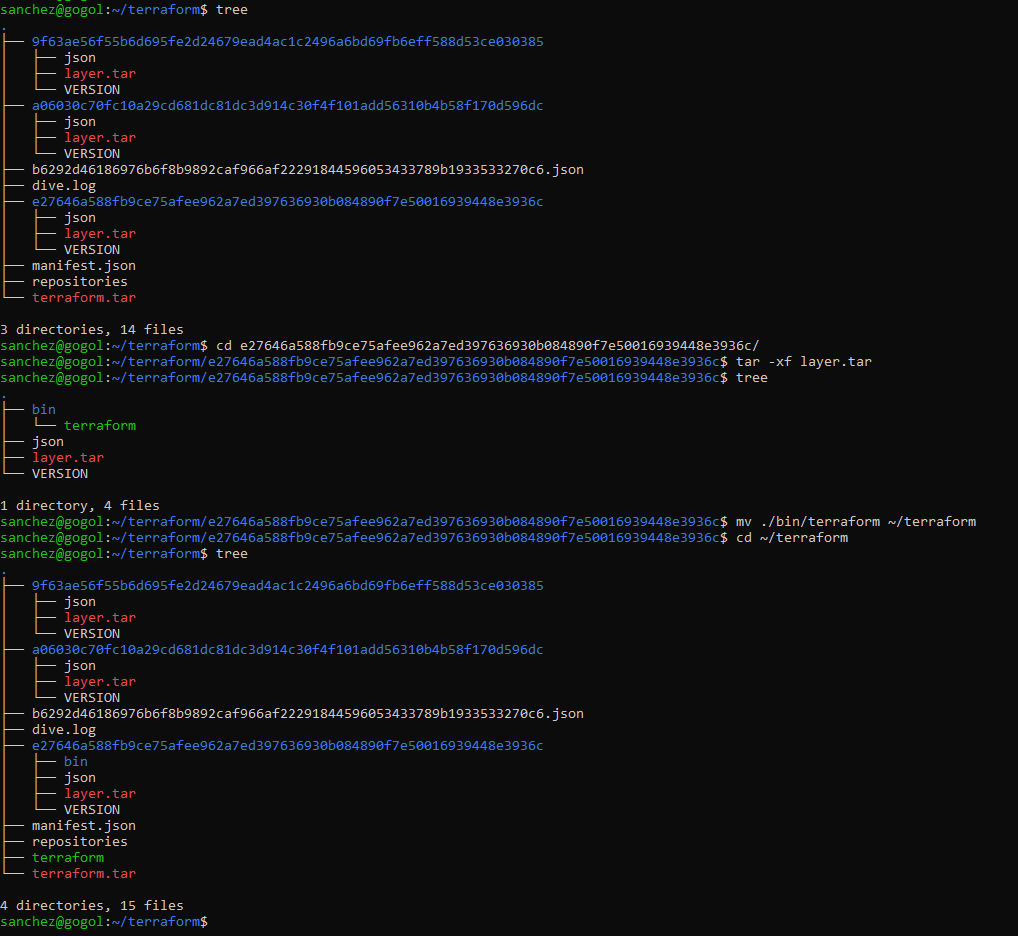 sanchez@gogol:~/terraform$ tree
.
├── 9f63ae56f55b6d695fe2d24679ead4ac1c2496a6bd69fb6eff588d53ce030385
│   ├── json
│   ├── layer.tar
│   └── VERSION
├── a06030c70fc10a29cd681dc81dc3d914c30f4f101add56310b4b58f170d596dc
│   ├── json
│   ├── layer.tar
│   └── VERSION
├── b6292d46186976b6f8b9892caf966af22291844596053433789b1933533270c6.json
├── dive.log
├── e27646a588fb9ce75afee962a7ed397636930b084890f7e50016939448e3936c
│   ├── json
│   ├── layer.tar
│   └── VERSION
├── manifest.json
├── repositories
└── terraform.tar
3 directories, 14 files
sanchez@gogol:~/terraform$ cd e27646a588fb9ce75afee962a7ed397636930b084890f7e50016939448e3936c/
sanchez@gogol:~/terraform/e27646a588fb9ce75afee962a7ed397636930b084890f7e50016939448e3936c$ tar -xf layer.tar
sanchez@gogol:~/terraform/e27646a588fb9ce75afee962a7ed397636930b084890f7e50016939448e3936c$ tree
.
├── bin
│   └── terraform
├── json
├── layer.tar
└── VERSION
1 directory, 4 files
sanchez@gogol:~/terraform/e27646a588fb9ce75afee962a7ed397636930b084890f7e50016939448e3936c$ mv ./bin/terraform ~/terraform
sanchez@gogol:~/terraform/e27646a588fb9ce75afee962a7ed397636930b084890f7e50016939448e3936c$ cd ~/terraform
sanchez@gogol:~/terraform$ tree
.
├── 9f63ae56f55b6d695fe2d24679ead4ac1c2496a6bd69fb6eff588d53ce030385
│   ├── json
│   ├── layer.tar
│   └── VERSION
├── a06030c70fc10a29cd681dc81dc3d914c30f4f101add56310b4b58f170d596dc
│   ├── json
│   ├── layer.tar
│   └── VERSION
├── b6292d46186976b6f8b9892caf966af22291844596053433789b1933533270c6.json
├── dive.log
├── e27646a588fb9ce75afee962a7ed397636930b084890f7e50016939448e3936c
│   ├── bin
│   ├── json
│   ├── layer.tar
│   └── VERSION
├── manifest.json
├── repositories
├── terraform
└── terraform.tar
4 directories, 15 files
sanchez@gogol:~/terraform$